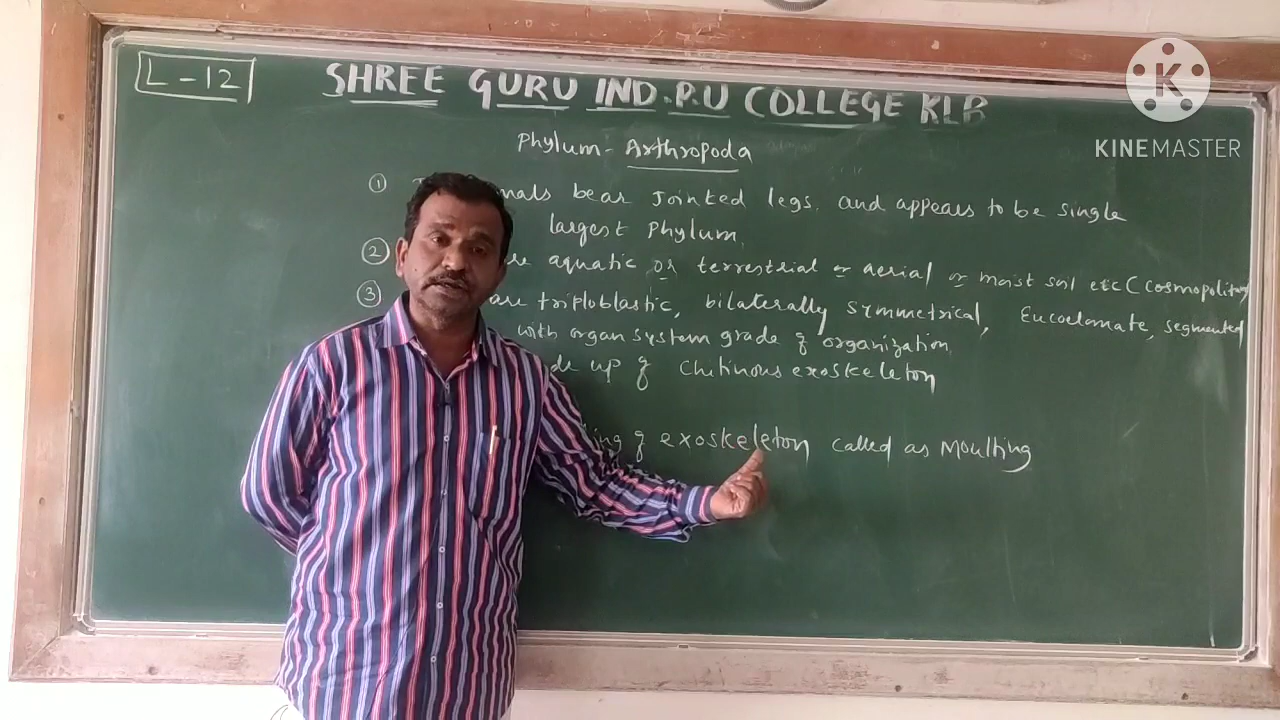 L-12
SHREE GURU IND.P.U COLLEGE KLB
K
KINEMASTER
Phylum - Arthropoda
① bear Jointed legs. and appears to be single
largest Phylum.
② aquatic or terrestrial or aerial or moist soil etc (cosmopolitan)
③ are triploblastic, bilaterally symmetrical, Eucoelomate, segmented
with organ system grade of organization
up of chitinous exoskeleton
of exoskeleton called as Moulting